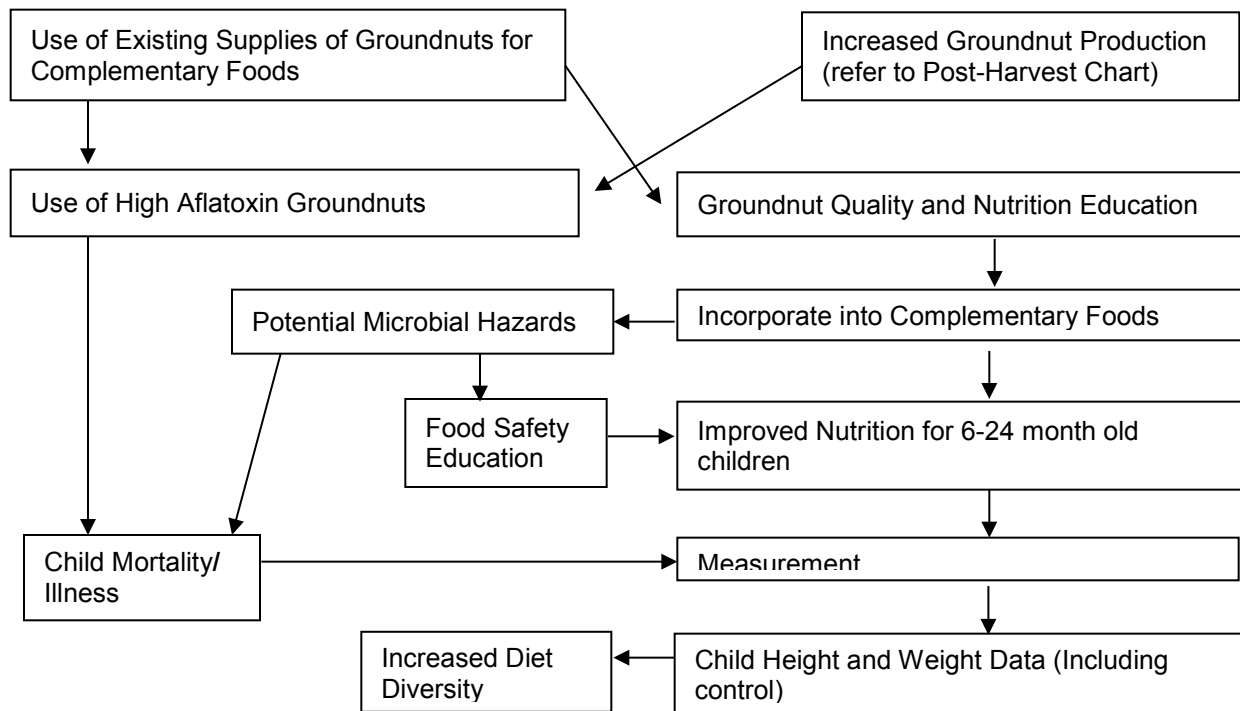 Use of Existing Supplies of Groundnuts for
Complementary Foods
Increased Groundnut Production
(refer to Post-Harvest Chart)
Use of High Aflatoxin Groundnuts
Groundnut Quality and Nutrition Education
Potential Microbial Hazards
Incorporate into Complementary Foods
Food Safety
Education
Improved Nutrition for 6-24 month old
children
Child Mortality/
Illness
Measurement
Increased Diet
Diversity
Child Height and Weight Data (Including
control)